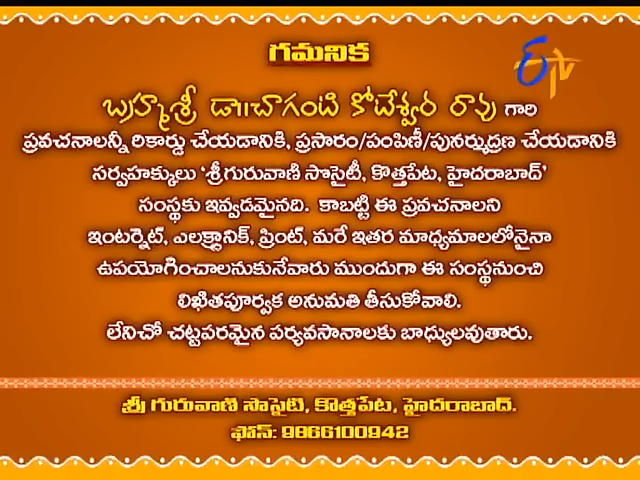 గమనిక
ETV
బ్రహ్మశ్రీ డా॥చాగంటి కోటేశ్వర రావు గారి
ప్రవచనాలన్నీ రికార్డు చేయడానికి, ప్రసారం/పంపిణీ/పునర్ముద్రణ చేయడానికి
సర్వహక్కులు 'శ్రీగురువాణి సొసైటీ, కొత్తపేట, హైదరాబాద్'
సంస్థకు ఇవ్వడమైనది. కాబట్టి ఈ ప్రవచనాలని
ఇంటర్నెట్, ఎలక్ట్రానిక్, ప్రింట్, మరే ఇతర మాధ్యమాలలోనైనా
ఉపయోగించాలనుకునేవారు ముందుగా ఈ సంస్థనుంచి
లిఖితపూర్వక అనుమతి తీసుకోవాలి.
లేనిచో చట్టపరమైన పర్యవసానాలకు బాధ్యులవుతారు.
శ్రీ గురువాణి సొసైటి, కొత్తపేట, హైదరాబాద్.
ఫోన్: 9866100942